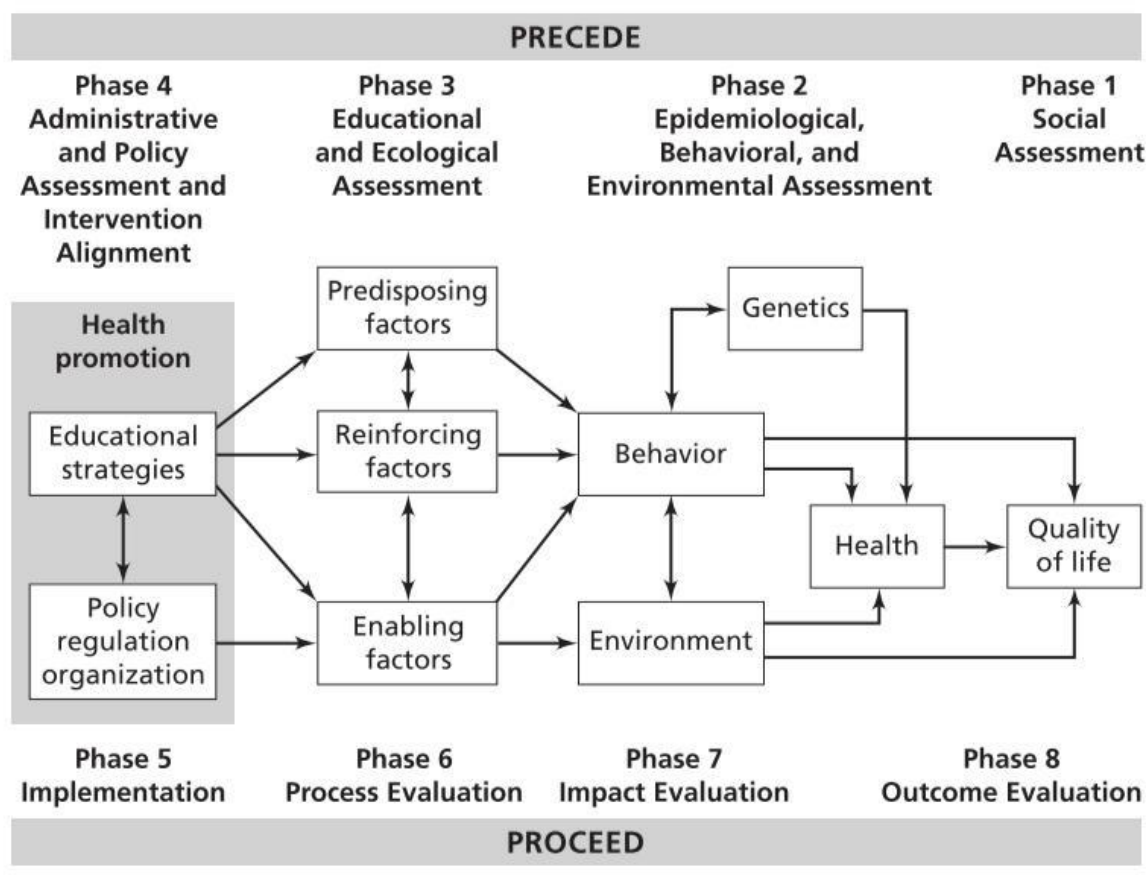 PRECEDE
Phase 4
Administrative
and Policy
Assessment and
Intervention
Alignment
Phase 3
Educational
and Ecological
Assessment
Phase 2
Epidemiological,
Behavioral, and
Environmental Assessment
Phase 1
Social
Assessment
Health
promotion
Educational
strategies
Policy
regulation
organization
Predisposing
factors
Reinforcing
factors
Enabling
factors
Genetics
Behavior
Environment
Health
Quality
of life
Phase 5
Implementation
Phase 6
Process Evaluation
Phase 7
Impact Evaluation
Phase 8
Outcome Evaluation
PROCEED